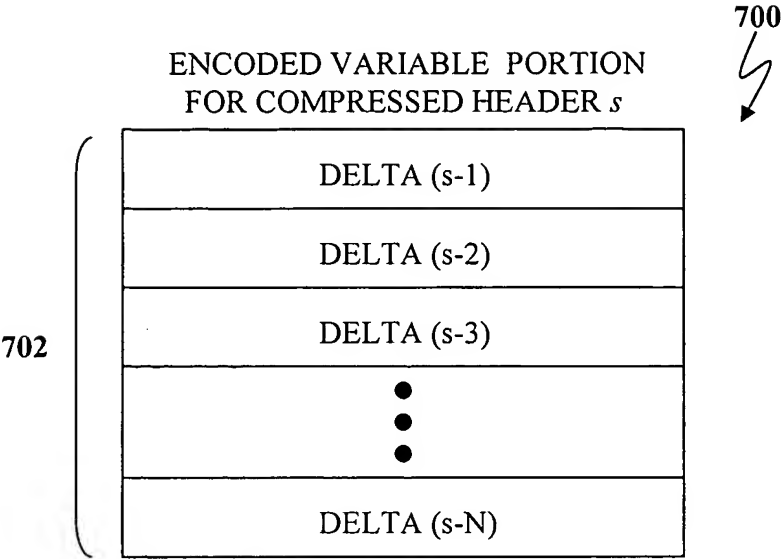 700
ENCODED VARIABLE PORTION
FOR COMPRESSED HEADER s
DELTA (s-1)
DELTA (s-2)
DELTA (s-3)
702
DELTA (s-N)